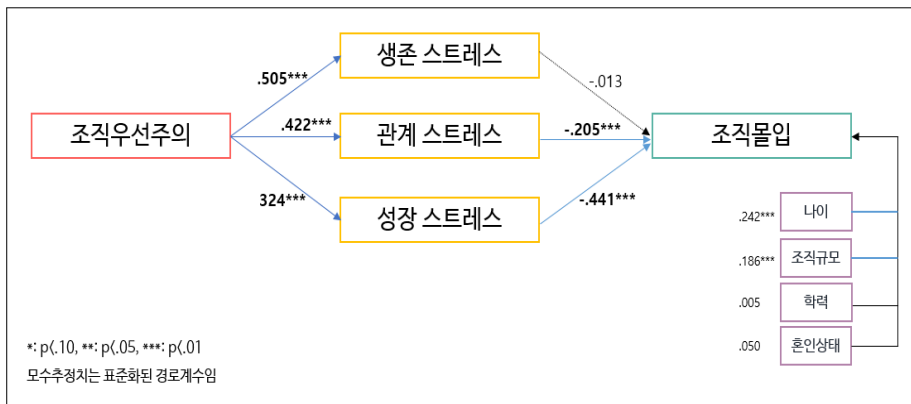 생존 스트레스
.505***
-.013
조직우선주의
.422***
관계 스트레스
-.205***
조직몰입
324***
성장 스트레스
-.441***
.242***
나이
.186***
조직규모
.005
학력
.050
혼인상태
*: p⟨.10, **: p⟨.05, ***: p⟨.01
모수추정치는 표준화된 경로계수임